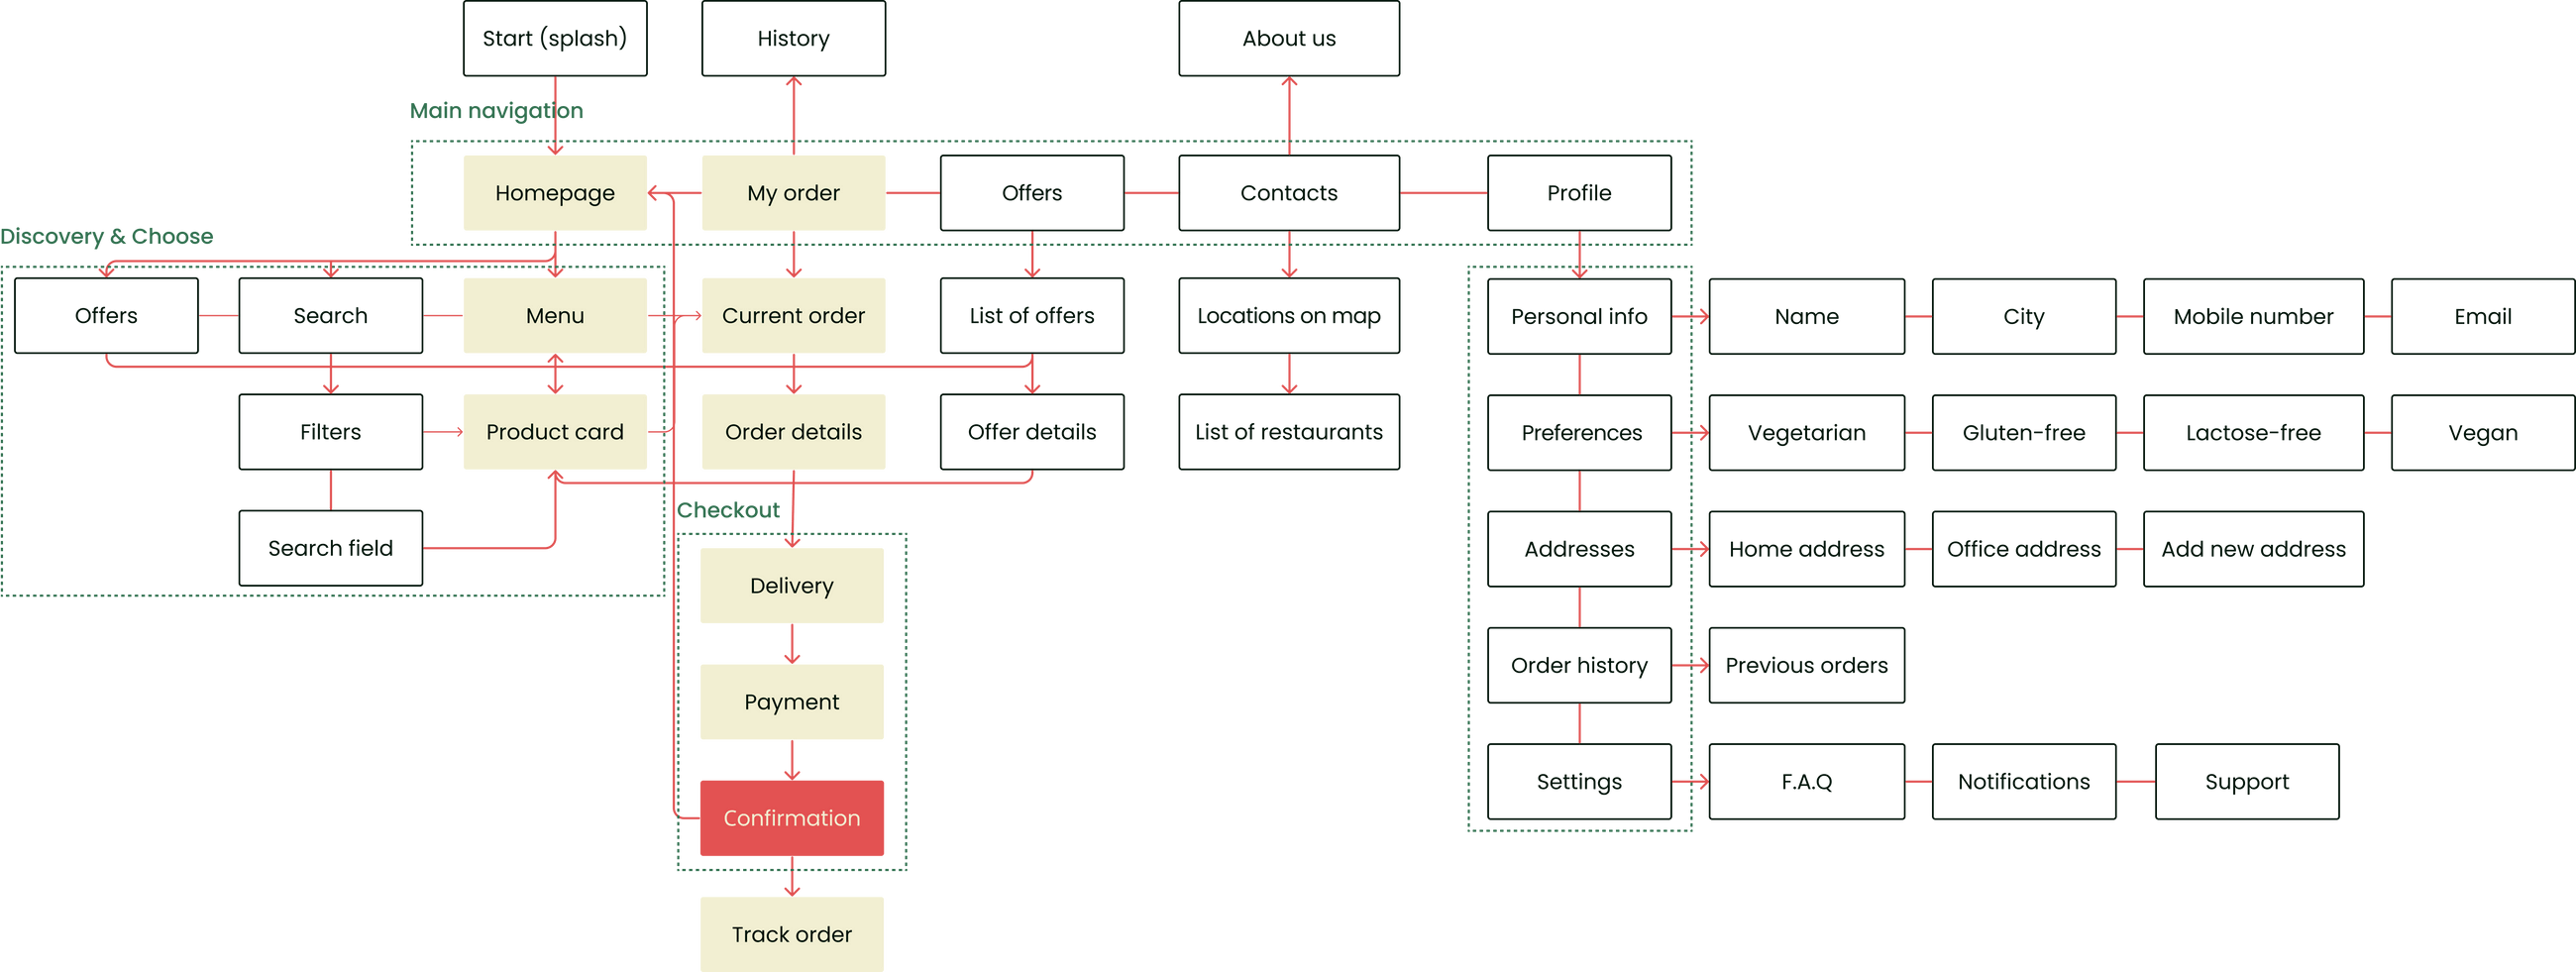 Start (splash)
History
About us
Main navigation
Homepage
My order
Offers
Contacts
Profile
Discovery & Choose
Offers
Search
Menu
Current order
List of offers
Locations on map
Personal info
Name
City
Mobile number
Email
Filters
Product card
Order details
Offer details
List of restaurants
Preferences
Vegetarian
Gluten-free
Lactose-free
Vegan
Checkout
Search field
Addresses
Home address
Office address
Add new address
Delivery
Order history
Previous orders
Payment
Settings
F.A.Q
Notifications
Support
Confirmation
Track order